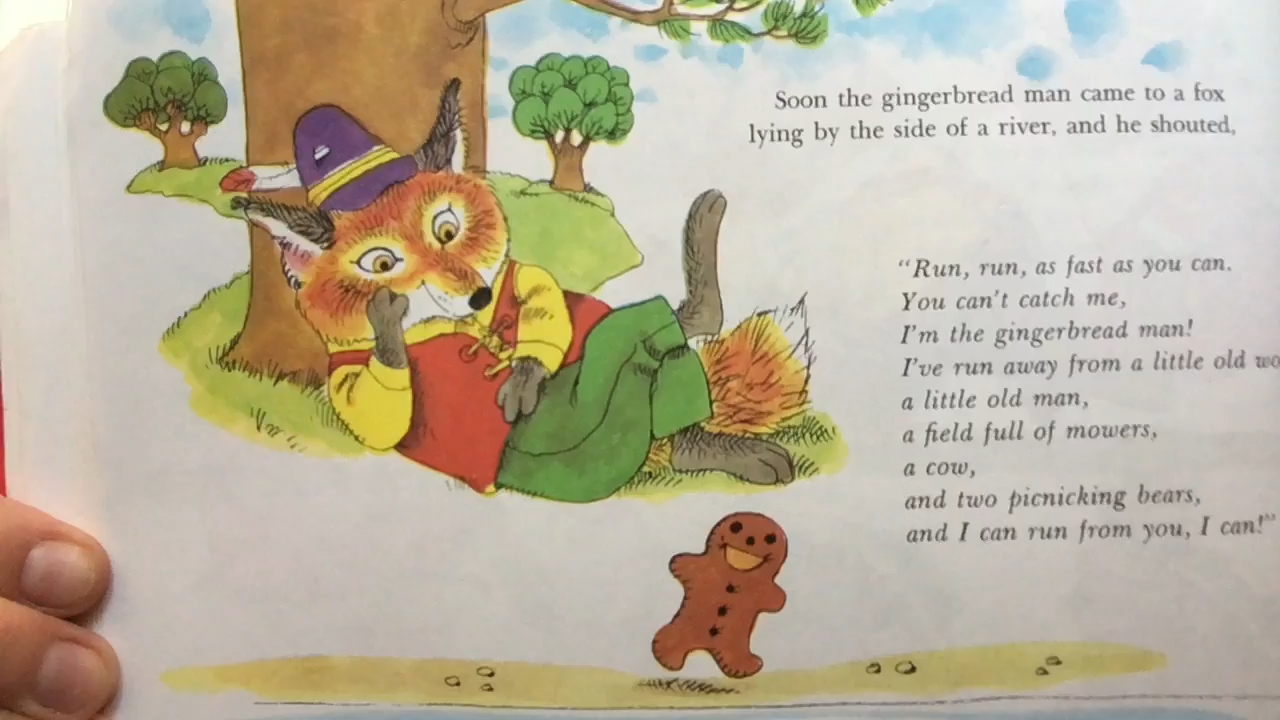 Soon the gingerbread man came to a fox
lying by the side of a river, and he shouted,
“Run, run, as fast as you can.
You can't catch me,
I'm the gingerbread man!
I've run away from a little old
a little old man,
a field full of mowers,
a cow,
and two picnicking bears,
and I can run from you, I can!”